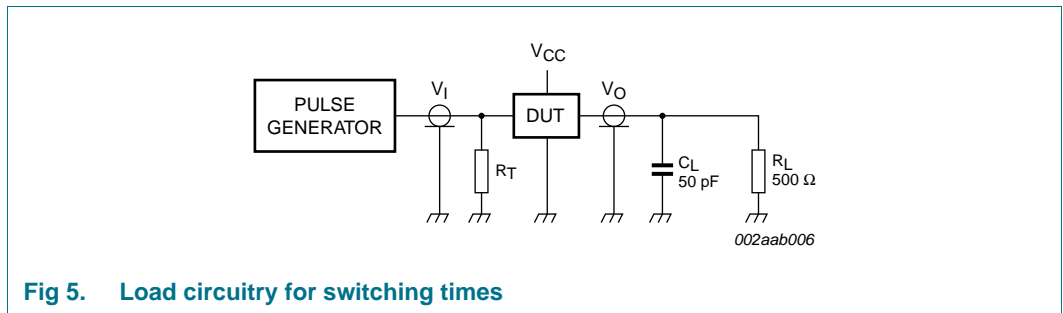 VCC
PULSE
GENERATOR
VI
DUT
VO
RT
CL
50 pF
RL
500 Ω
002aab006
Fig 5. Load circuitry for switching times